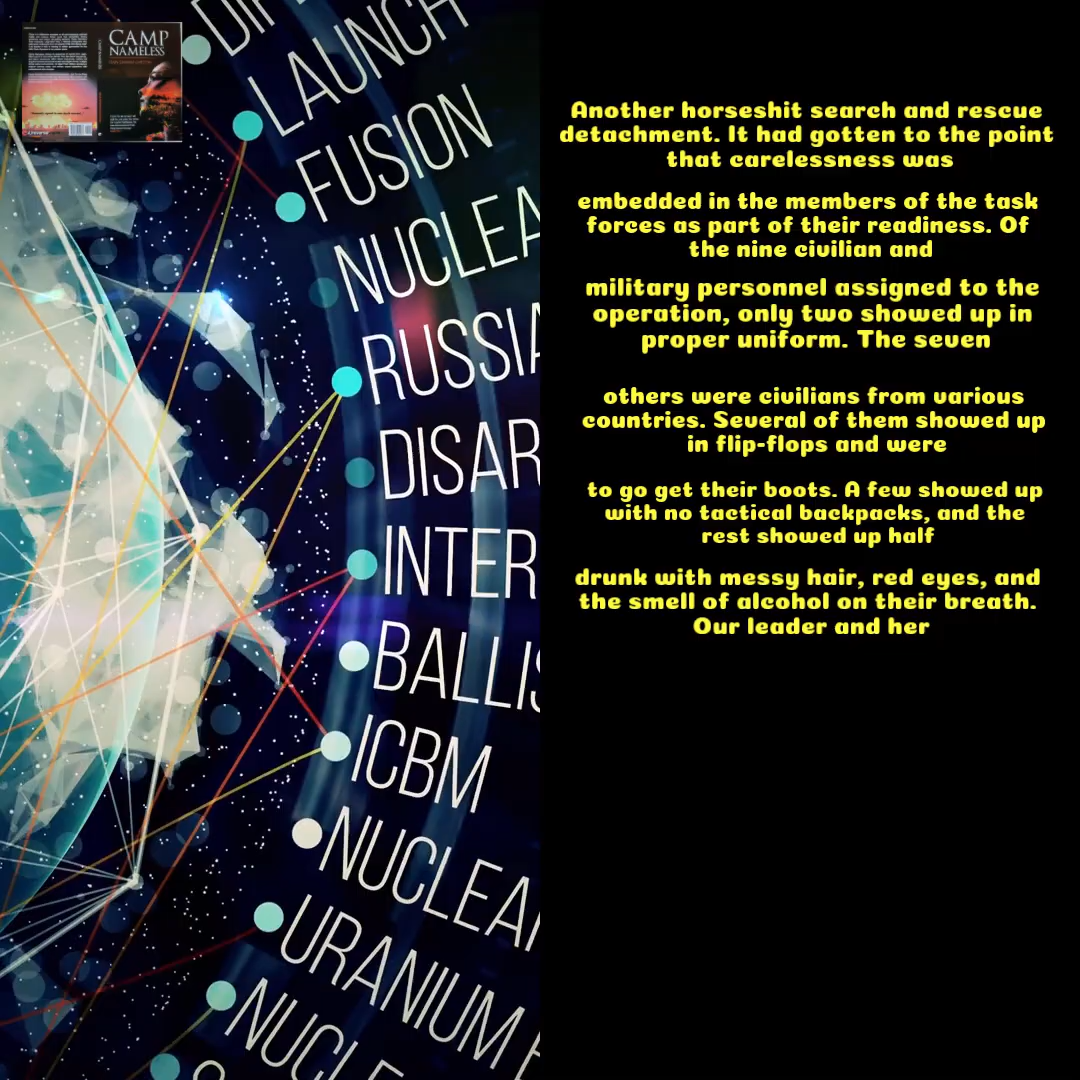 CAMP
NAMELESS
LAUNCH
FUSION
NUCLEA
RUSSIA
DISAR
INTER
BALLIS
ICBM
NUCLEAR
URANIUM
NUCLE
Another horseshit search and rescue
detachment. It had gotten to the point
that carelessness was
embedded in the members of the task
forces as part of their readiness. Of
the nine civilian and
military personnel assigned to the
operation, only two showed up in
proper uniform. The seven
others were civilians from various
countries. Several of them showed up
in flip-flops and were
to go get their boots. A few showed up
with no tactical backpacks, and the
rest showed up half
drunk with messy hair, red eyes, and
the smell of alcohol on their breath.
Our leader and her